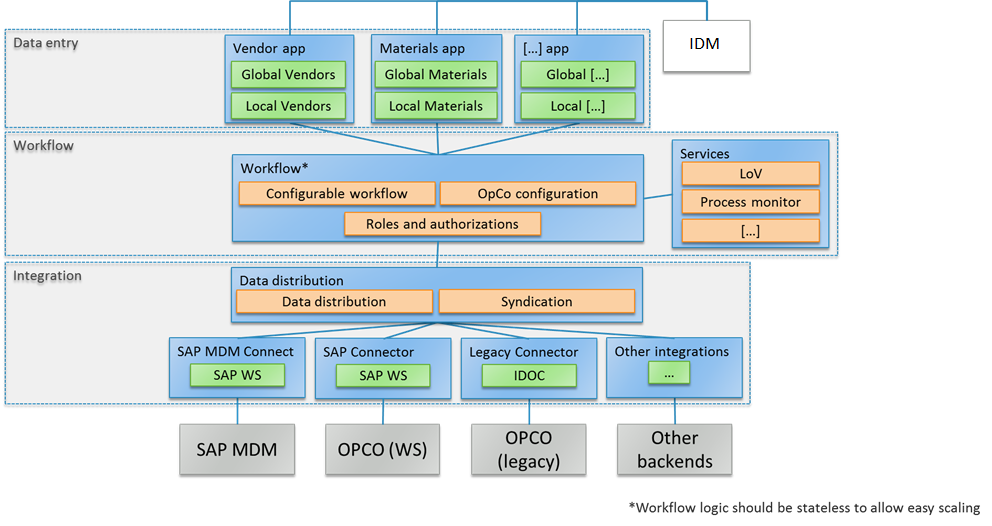 IDM
Data entry
Vendor app
Global Vendors
Local Vendors
Materials app
Global Materials
Local Materials
[...] app
Global [...]
Local [...]
Workflow
Workflow*
Configurable workflow
OpCo configuration
Roles and authorizations
Services
LoV
Process monitor
[...]
Integration
Data distribution
Data distribution
Syndication
SAP MDM Connect
SAP WS
SAP Connector
SAP WS
Legacy Connector
IDOC
Other integrations
...
SAP MDM
OPCO (WS)
OPCO
(legacy)
Other
backends
*Workflow logic should be stateless to allow easy scaling